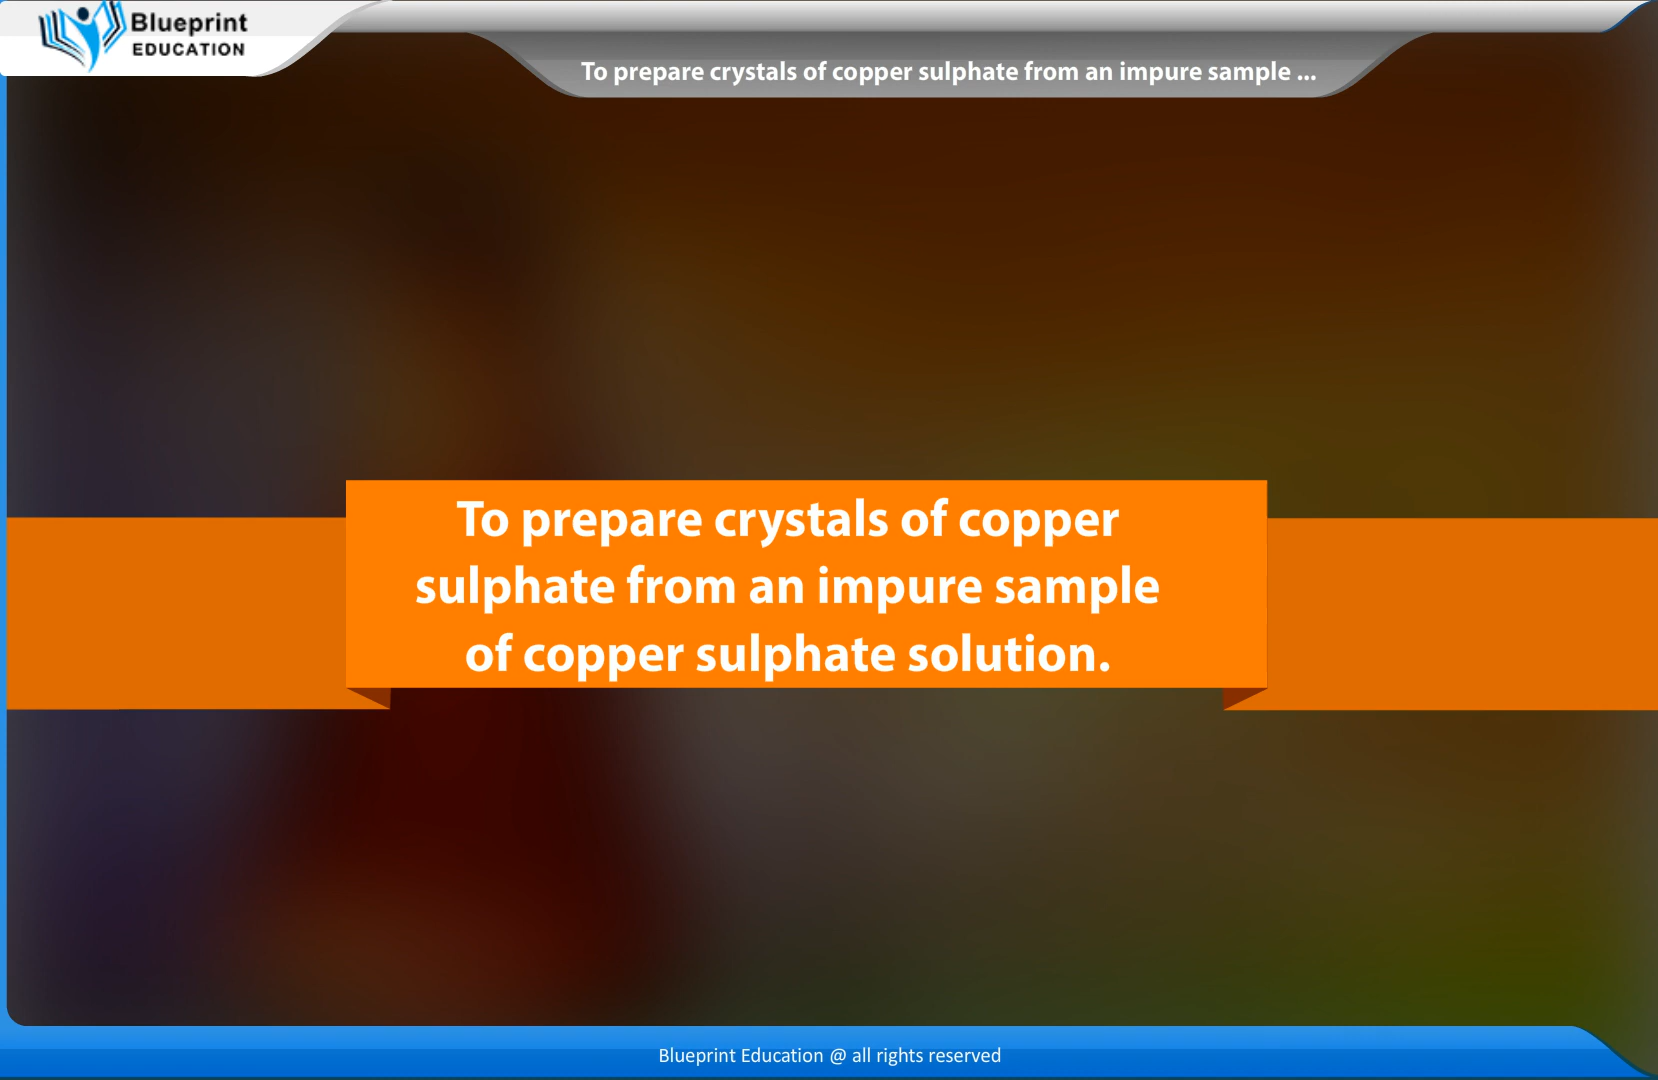 Blueprint
EDUCATION
To prepare crystals of copper sulphate from an impure sample ...
To prepare crystals of copper
sulphate from an impure sample
of copper sulphate solution.
Blueprint Education @ all rights reserved